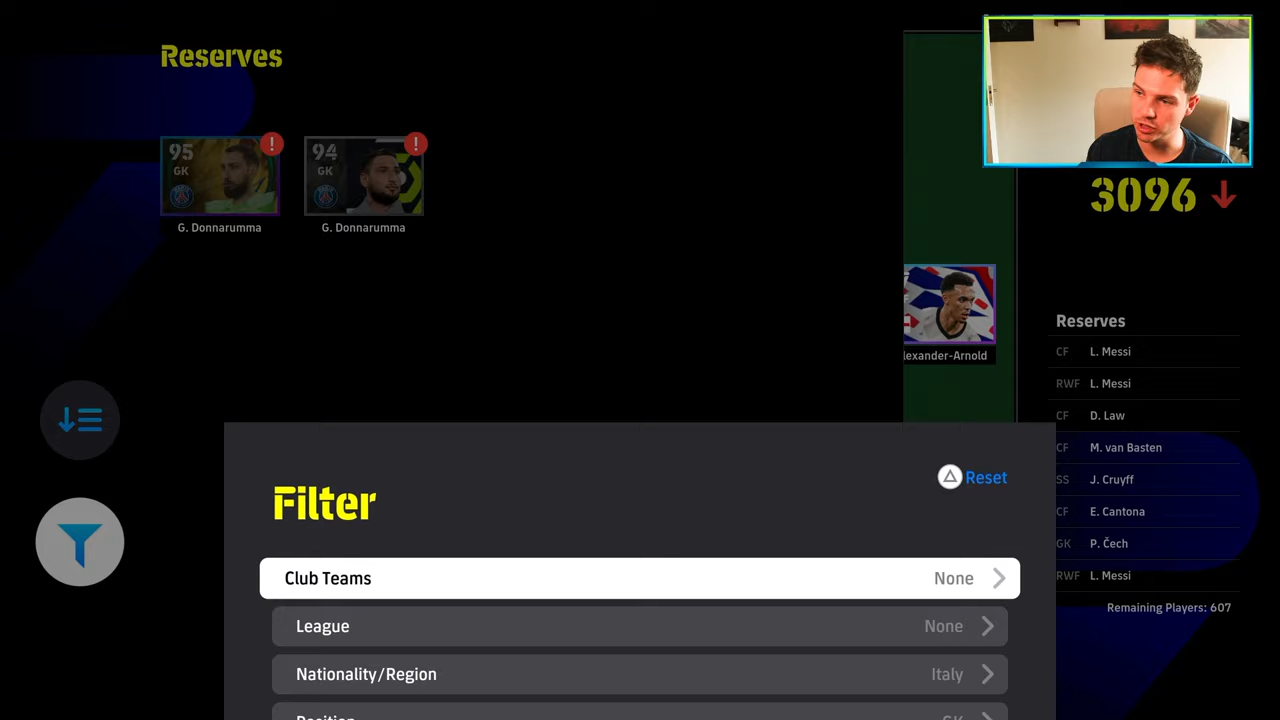 Reserves
95
GK
G. Donnarumma
94
GK
G. Donnarumma
3096
lexander-Arnold
Reserves
CF L. Messi
RWF L. Messi
CF D. Law
CF M. van Basten
SS J. Cruyff
CF E. Cantona
GK P. Čech
RWF L. Messi
Remaining Players: 607
Filter
Reset
Club Teams None
League None
Nationality/Region Italy
Position GK